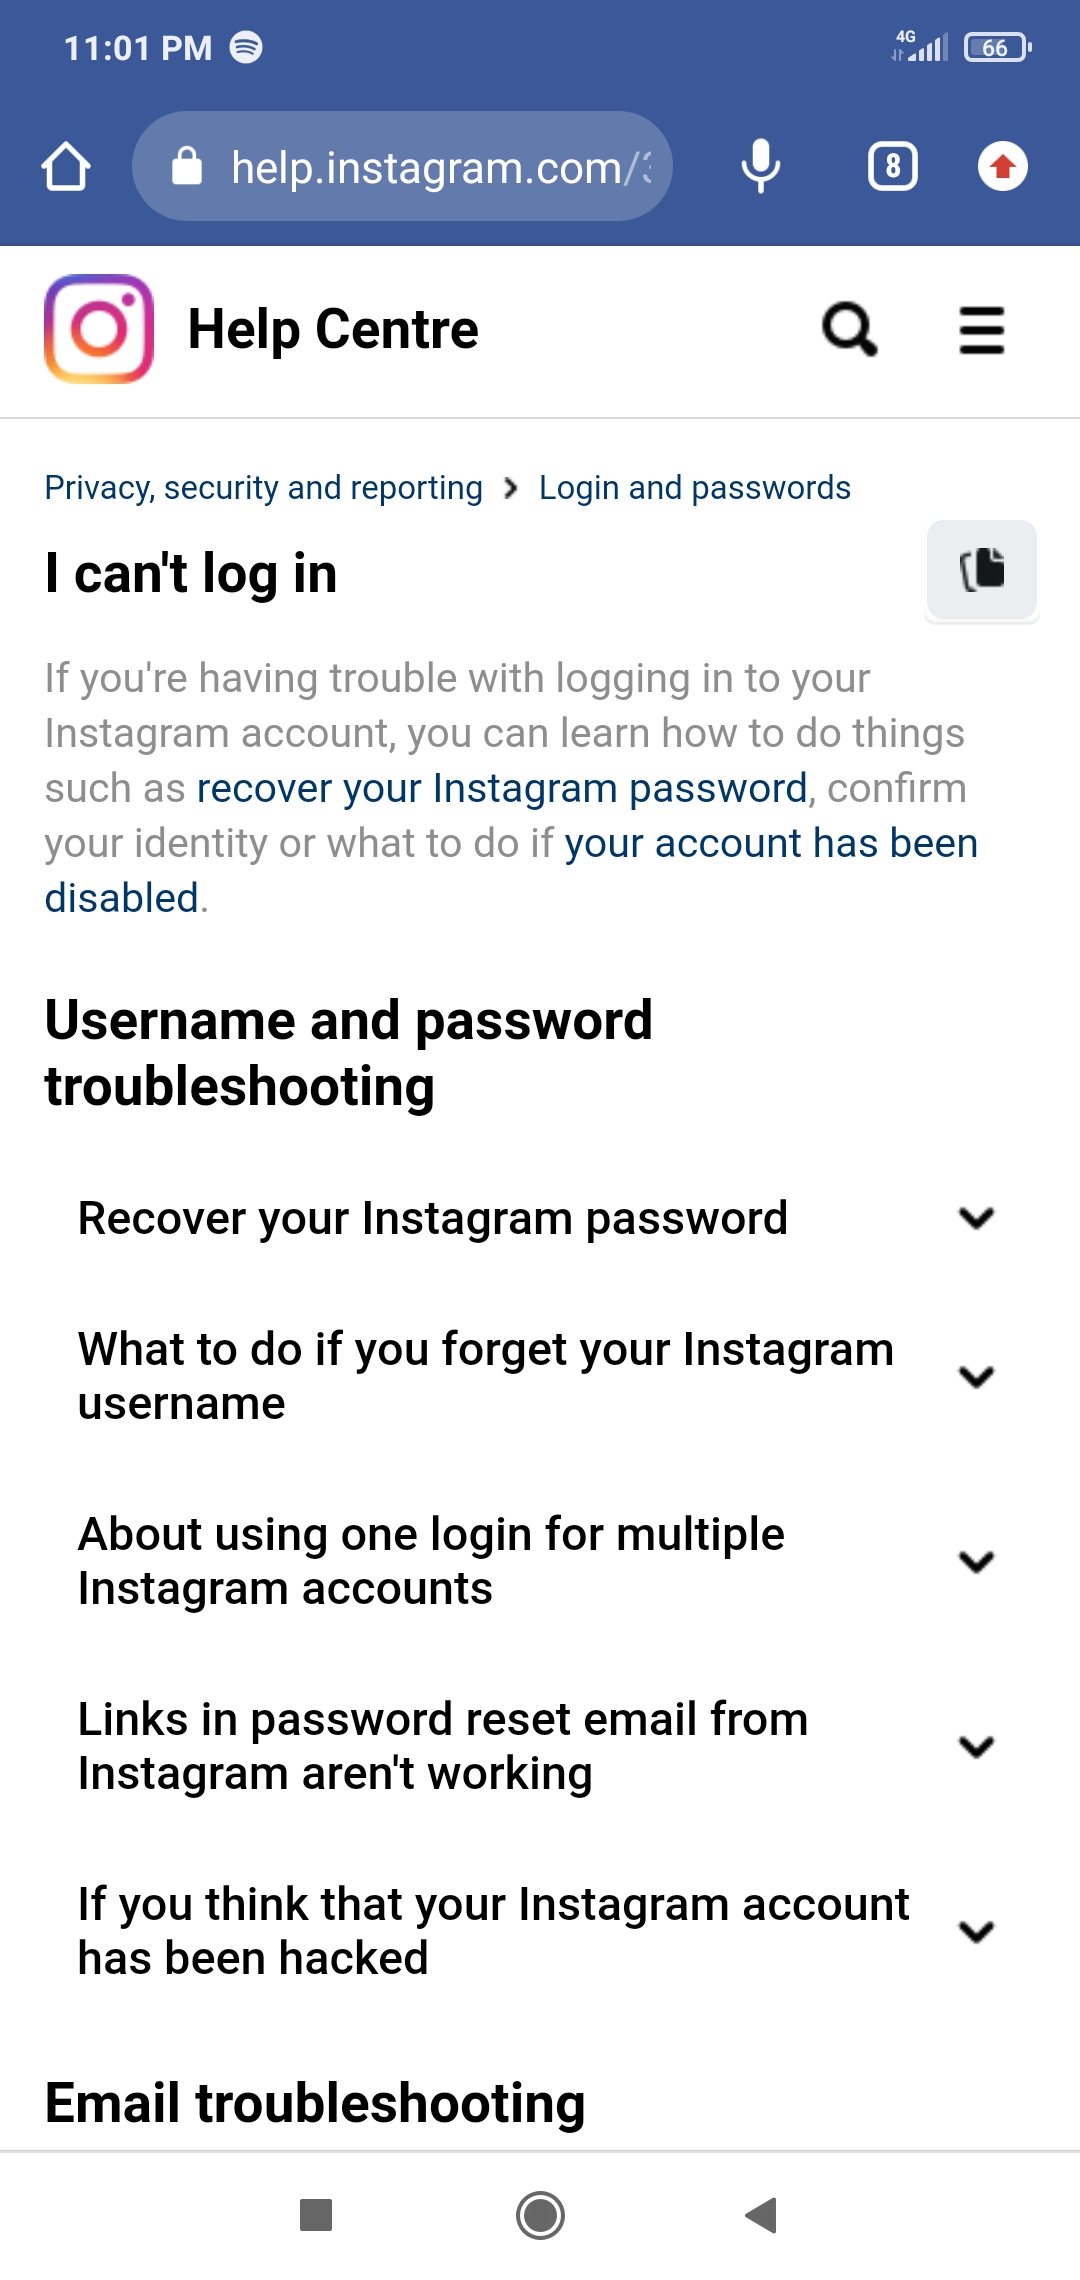 11:01 PM
4G
66
help.instagram.com/
8
Help Centre
Privacy, security and reporting > Login and passwords
I can't log in
If you're having trouble with logging in to your
Instagram account, you can learn how to do things
such as recover your Instagram password, confirm
your identity or what to do if your account has been
disabled.
Username and password
troubleshooting
Recover your Instagram password
What to do if you forget your Instagram
username
About using one login for multiple
Instagram accounts
Links in password reset email from
Instagram aren't working
If you think that your Instagram account
has been hacked
Email troubleshooting